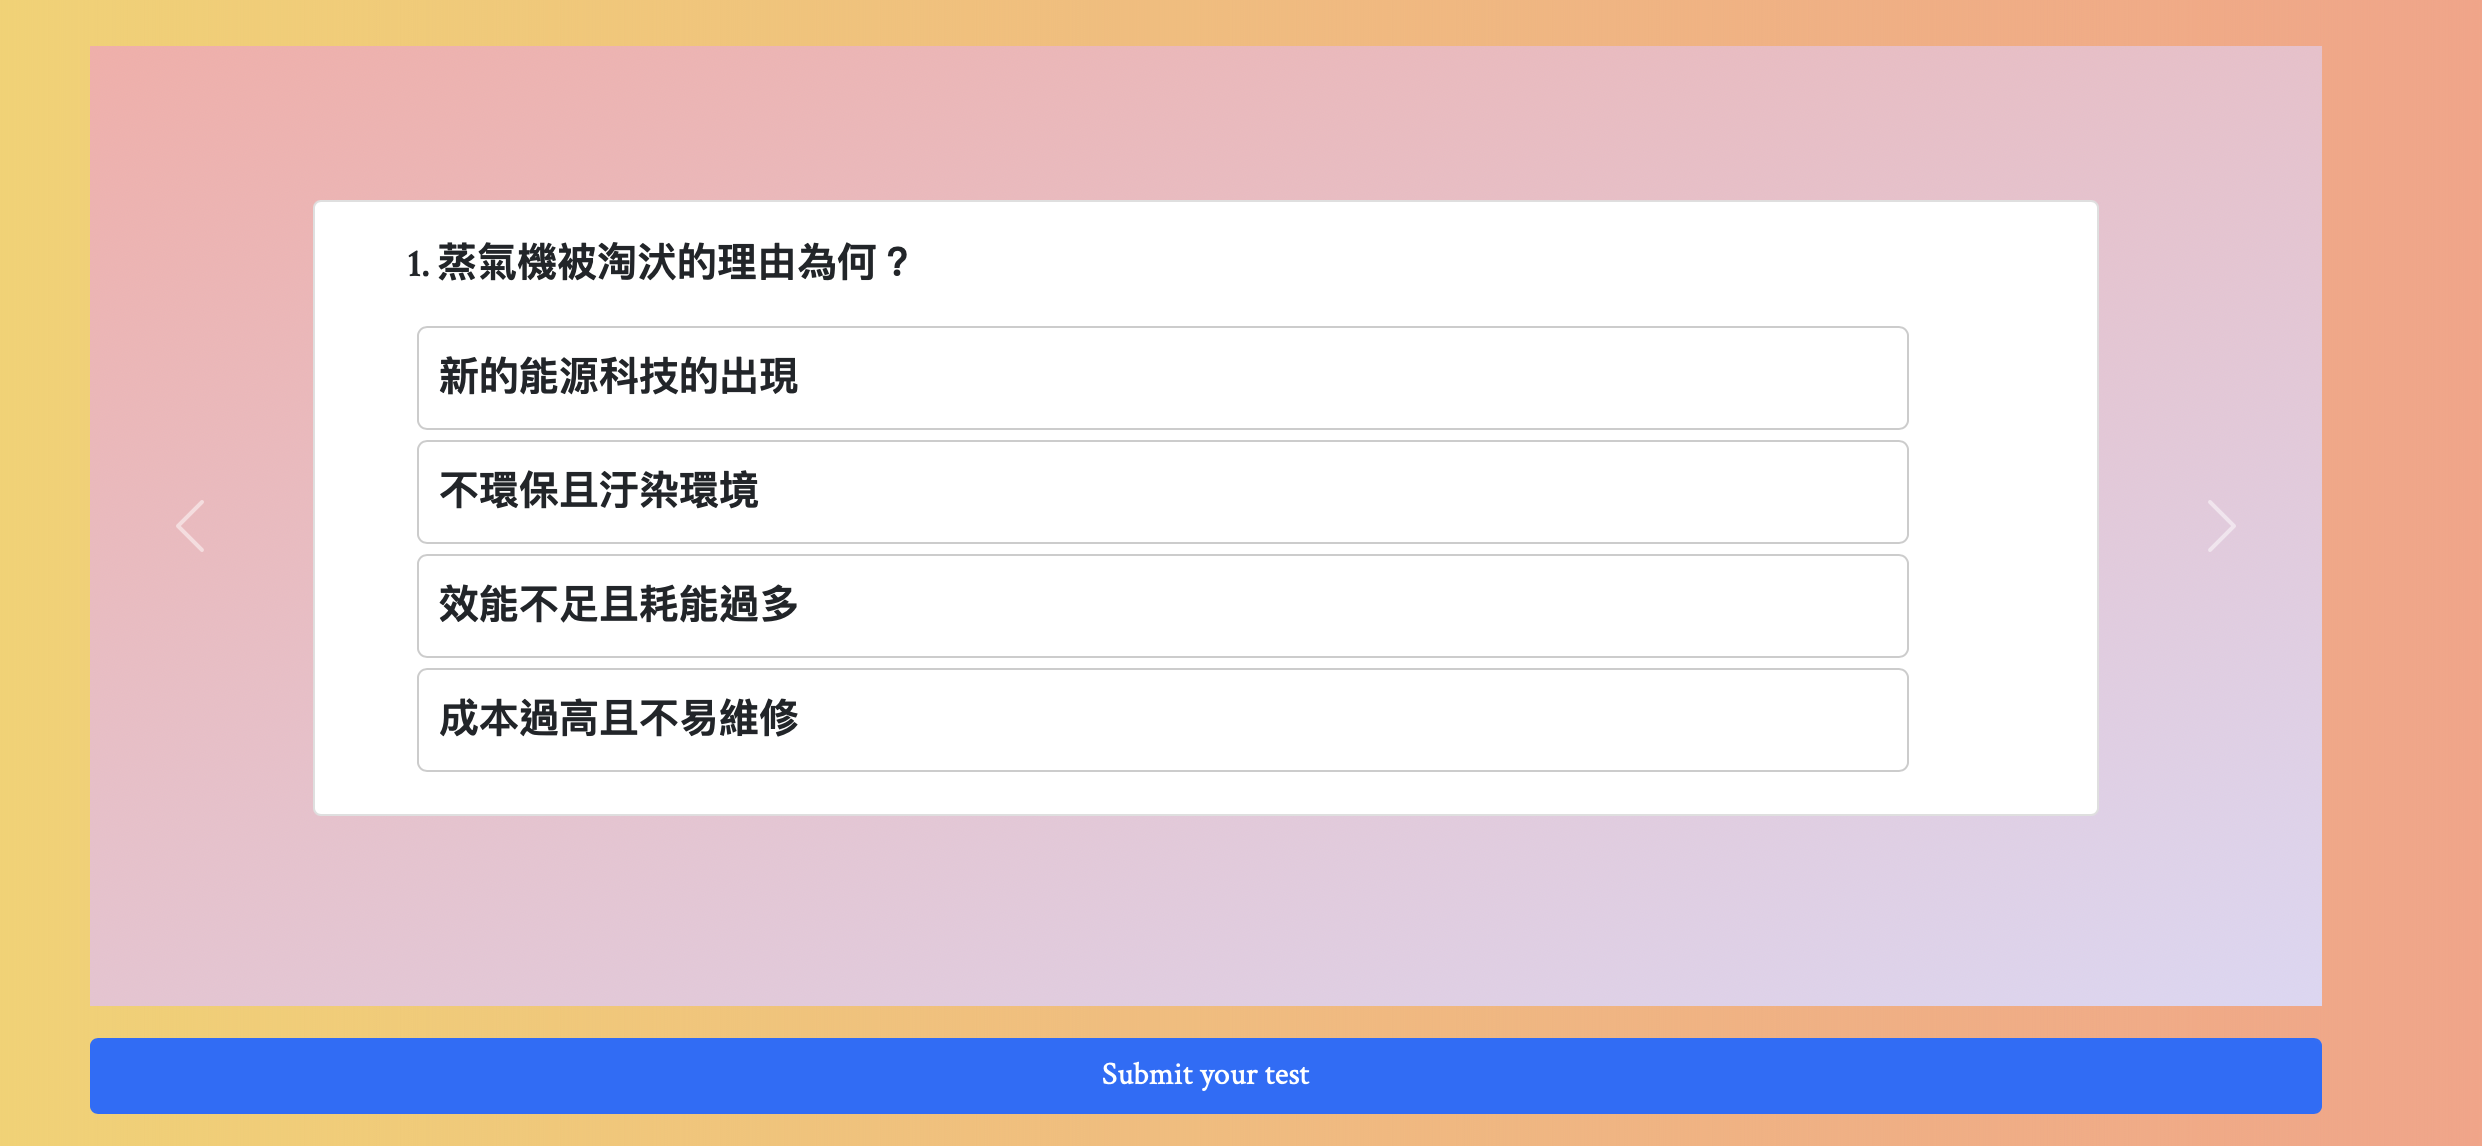 1. 蒸氣機被淘汱的理由為何？
新的能源科技的出現
不環保且汙染環境
效能不足且耗能過多
成本過高且不易維修
Submit your test